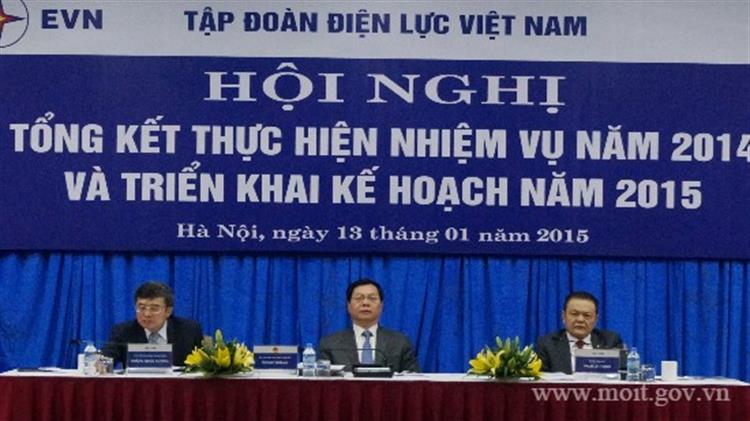 EVN
TẬP ĐOÀN ĐIỆN LỰC VIỆT NAM
HỘI NGHỊ
TỔNG KẾT THỰC HIỆN NHIỆM VỤ NĂM 2014
VÀ TRIỂN KHAI KẾ HOẠCH NĂM 2015
Hà Nội, ngày 13 tháng 01 năm 2015
www.moit.gov.vn